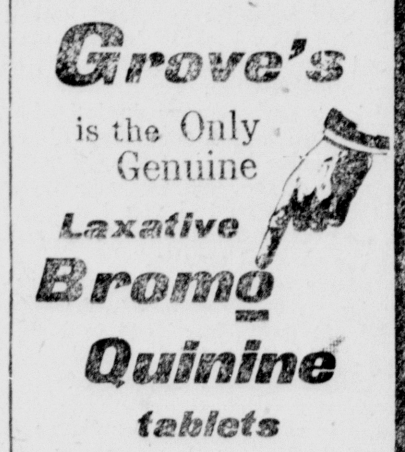 Grove's
is the Only
Genuine
Laxative
Bromo
Quinine
tablets